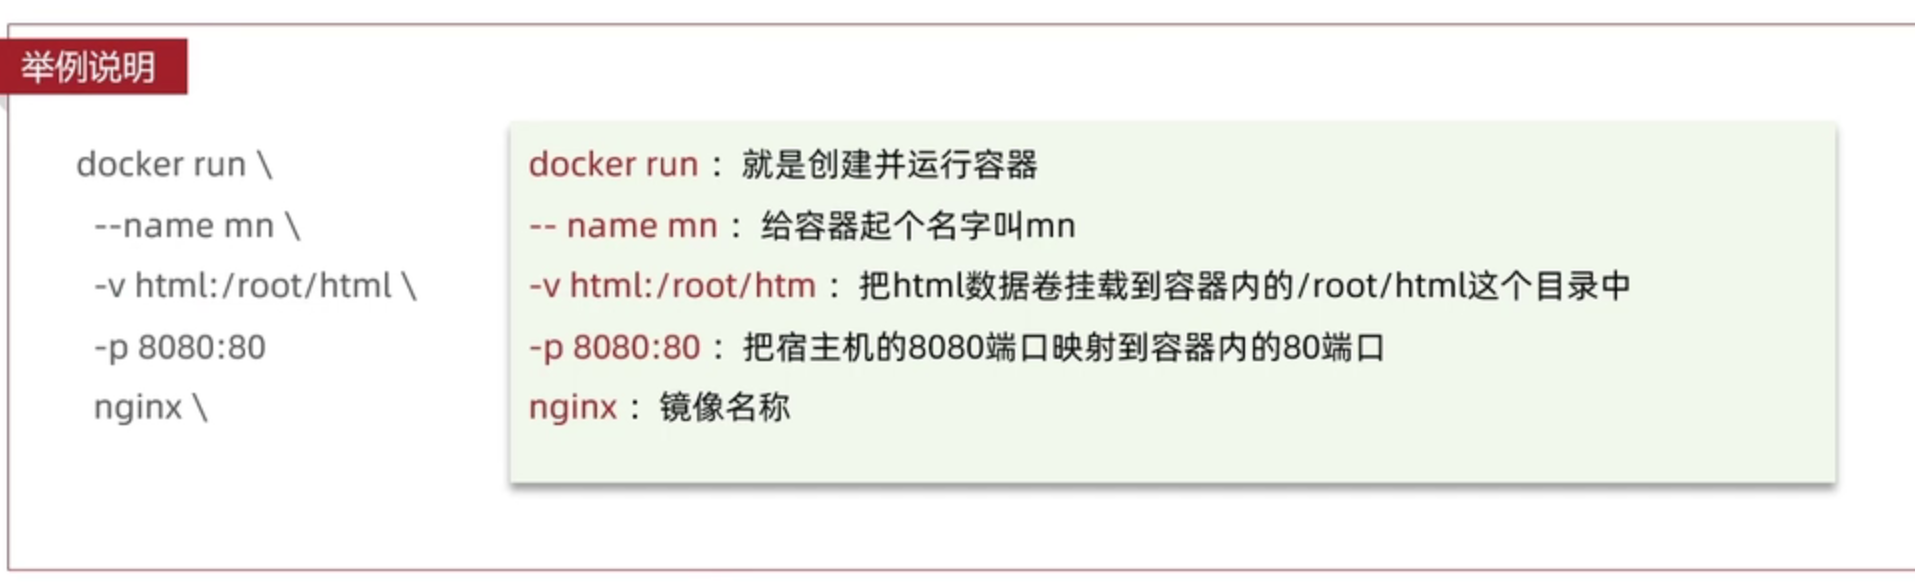 举例说明
docker run \
--name mn \
-v html:/root/html \
-p 8080:80
nginx \
docker run ： 就是创建并运行容器
-- name mn ： 给容器起个名字叫mn
-v html:/root/htm ： 把html数据卷挂载到容器内的/root/html这个目录中
-p 8080:80 ： 把宿主机的8080端口映射到容器内的80端口
nginx ： 镜像名称